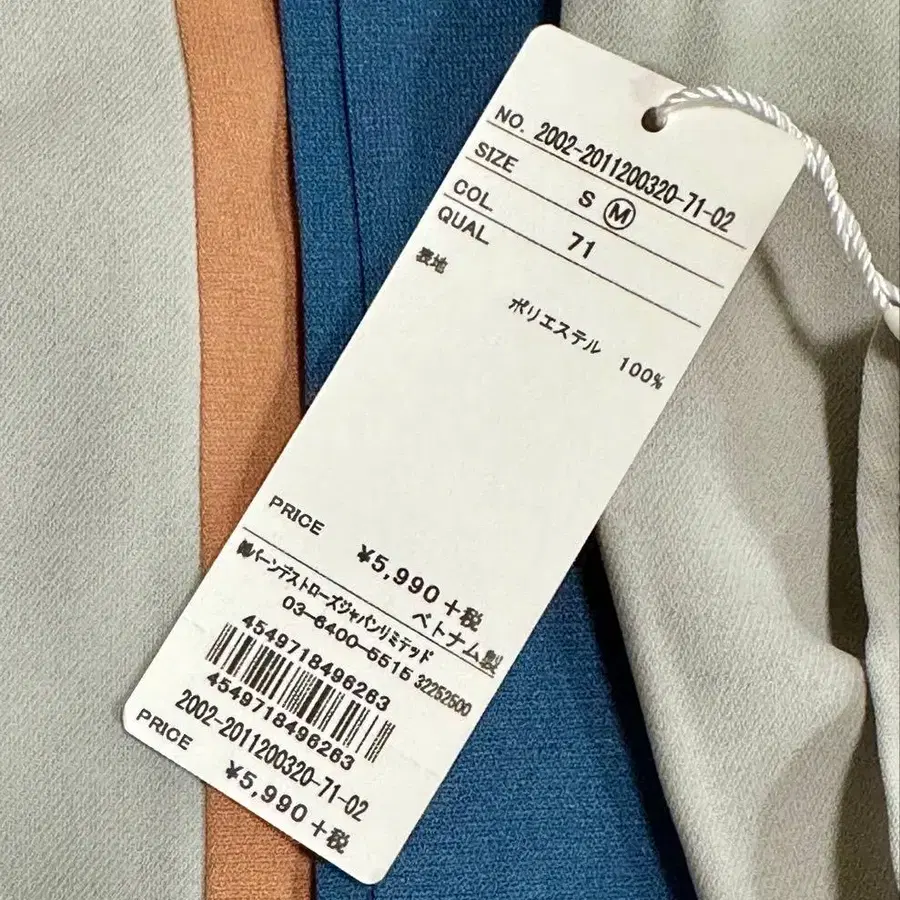 NO. 2002-2011200320-71-02
SIZE S Ⓜ
COL 71
QUAL
表地
ポリエステル 100%
PRICE ¥5,990+税
ベトナム製
㈱バーンデストローズジャパンリミテッド
03-6400-5515 32252500
4549718496263
4549718496263
2002-2011200320-71-02
PRICE ¥5,990+税